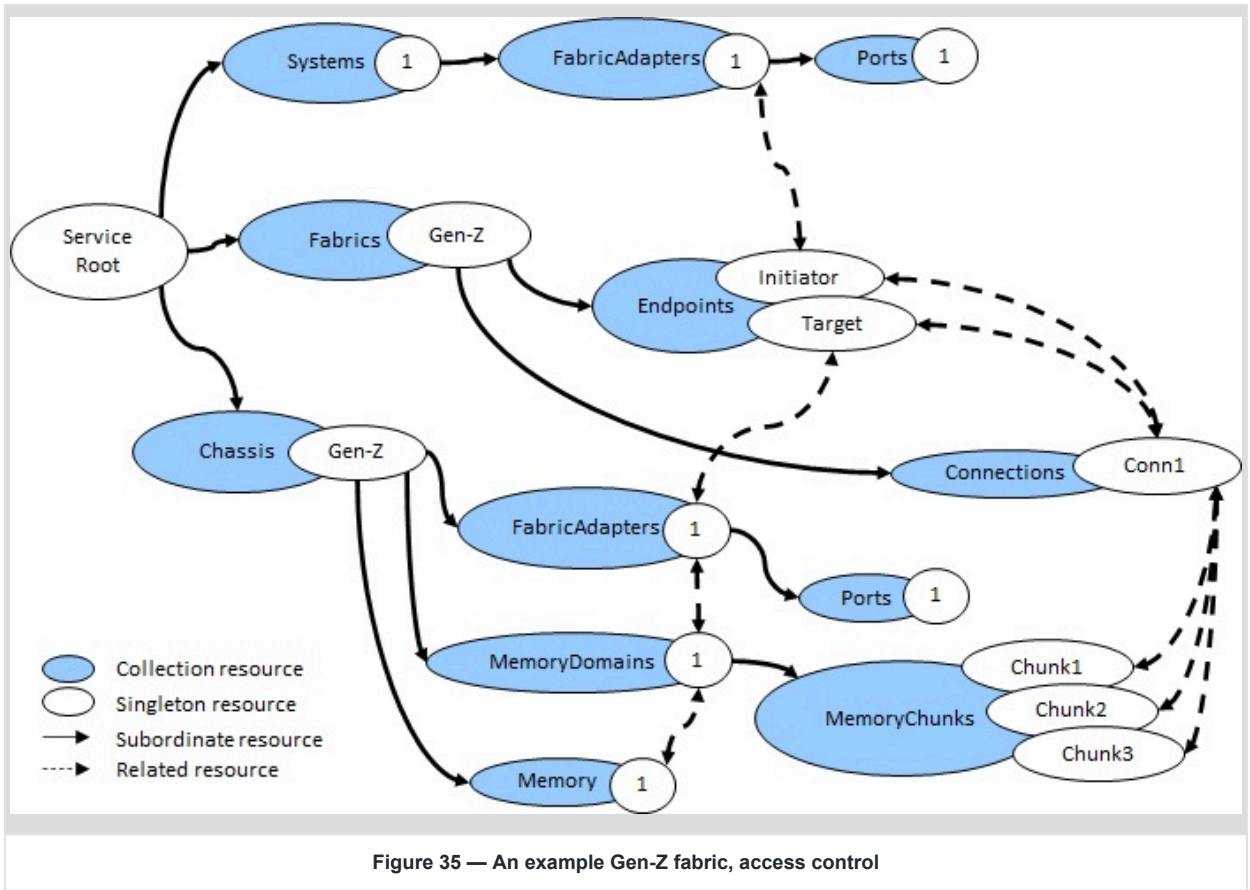 Systems
1
FabricAdapters
1
Ports
1
Service
Root
Fabrics
Gen-Z
Endpoints
Initiator
Target
Chassis
Gen-Z
Connections
Conn1
FabricAdapters
1
Ports
1
MemoryDomains
1
MemoryChunks
Chunk1
Chunk2
Chunk3
Memory
1
Collection resource
Singleton resource
Subordinate resource
Related resource
Figure 35 — An example Gen-Z fabric, access control